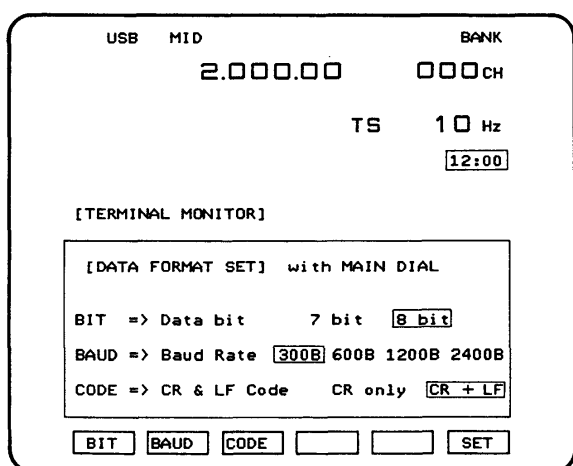 USB MID BANK
2.000.00 000CH
TS 10 Hz
12:00
[TERMINAL MONITOR]
[DATA FORMAT SET] with MAIN DIAL
BIT => Data bit 7 bit 8 bit
BAUD => Baud Rate 300B 600B 1200B 2400B
CODE => CR & LF Code CR only CR + LF
BIT BAUD CODE SET